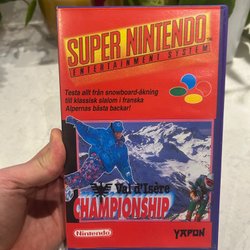 SUPER NINTENDO
ENTERTAINMENT SYSTEM
Testa allt från snowboard-åkning
till klassisk slalom i franska
Alpernas bästa backar!
Val d'Isère
CHAMPIONSHIP
Nintendo
YAPON